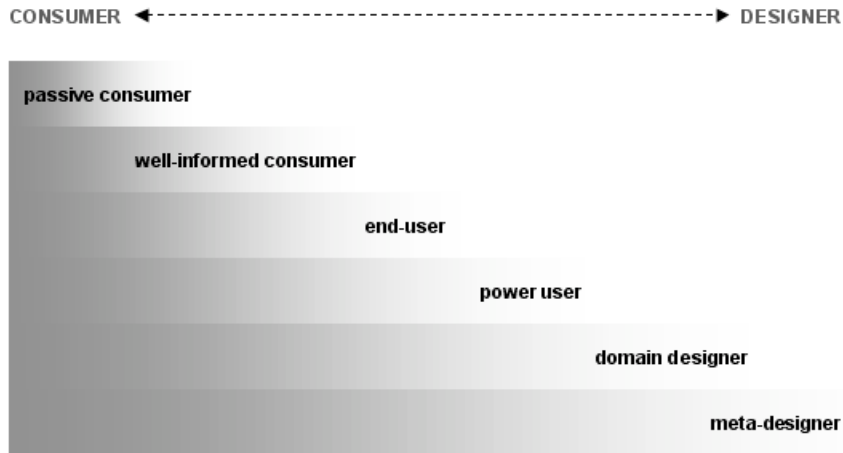 CONSUMER DESIGNER
passive consumer
well-informed consumer
end-user
power user
domain designer
meta-designer